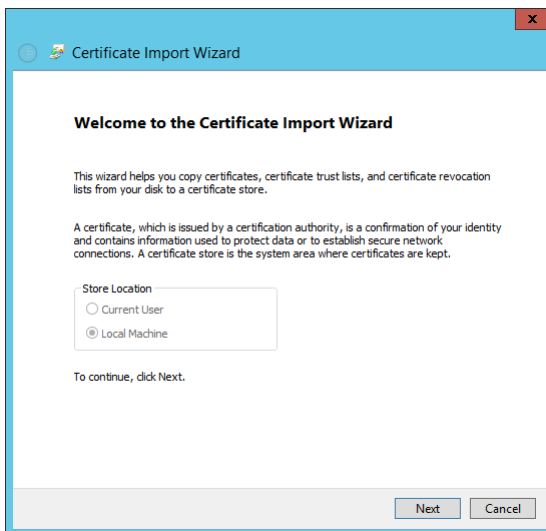 x
Certificate Import Wizard
Welcome to the Certificate Import Wizard
This wizard helps you copy certificates, certificate trust lists, and certificate revocation
lists from your disk to a certificate store.
A certificate, which is issued by a certification authority, is a confirmation of your identity
and contains information used to protect data or to establish secure network
connections. A certificate store is the system area where certificates are kept.
Store Location
Current User
Local Machine
To continue, click Next.
Next Cancel